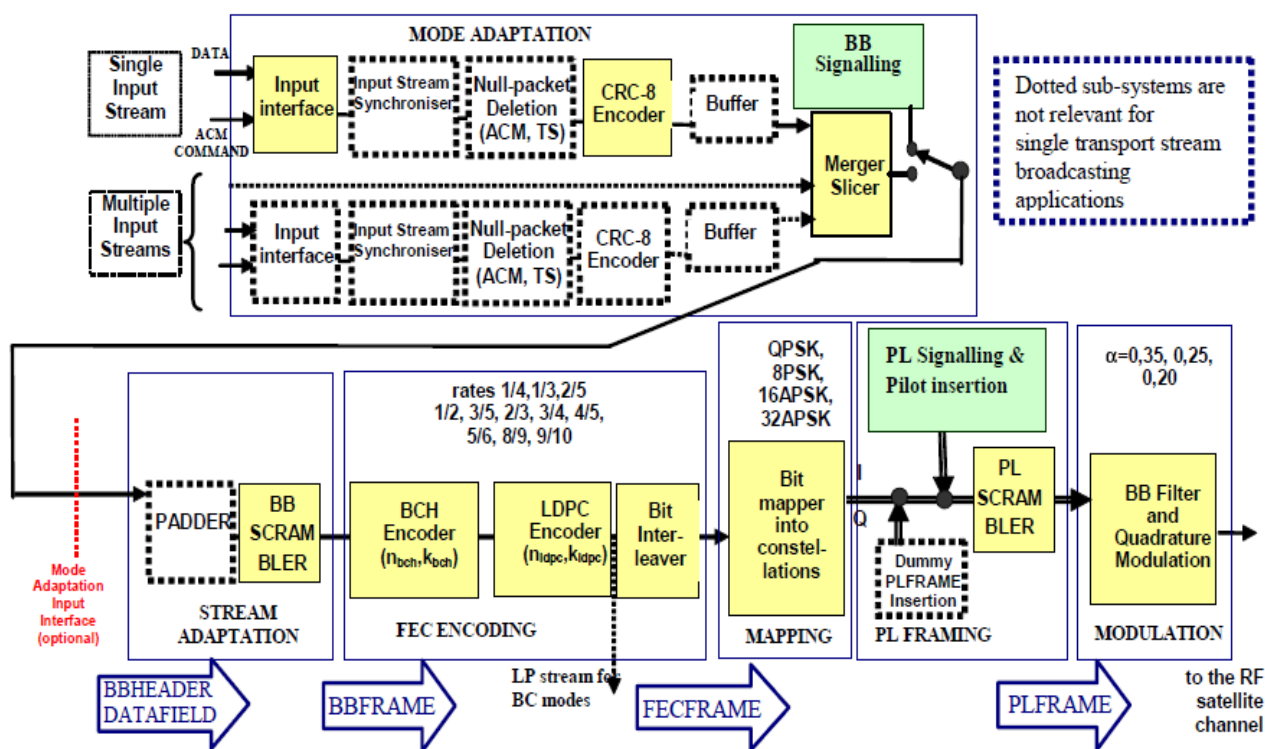 MODE ADAPTATION
Single
Input
Stream
DATA
ACM
COMMAND
Input
interface
Input Stream
Synchroniser
Null-packet
Deletion
(ACM, TS)
CRC-8
Encoder
Buffer
BB
Signalling
Merger
Slicer
Dotted sub-systems are
not relevant for
single transport stream
broadcasting
applications
Multiple
Input
Streams
Input
interface
Input Stream
Synchroniser
Null-packet
Deletion
(ACM, TS)
CRC-8
Encoder
Buffer
Mode
Adaptation
Input
Interface
(optional)
PADDER
BB
SCRAM
BLER
STREAM
ADAPTATION
rates 1/4,1/3,2/5
1/2, 3/5, 2/3, 3/4, 4/5,
5/6, 8/9, 9/10
BCH
Encoder
(nbch,kbch)
LDPC
Encoder
(nldpc,kldpc)
Bit
Inter-
leaver
FEC ENCODING
LP stream for
BC modes
QPSK,
8PSK,
16APSK,
32APSK
Bit
mapper
into
constel-
lations
MAPPING
I
Q
PL Signalling &
Pilot insertion
Dummy
PLFRAME
Insertion
PL
SCRAM
BLER
PL FRAMING
α=0,35, 0,25,
0,20
BB Filter
and
Quadrature
Modulation
MODULATION
to the RF
satellite
channel
BBHEADER
DATAFIELD
BBFRAME
FECFRAME
PLFRAME